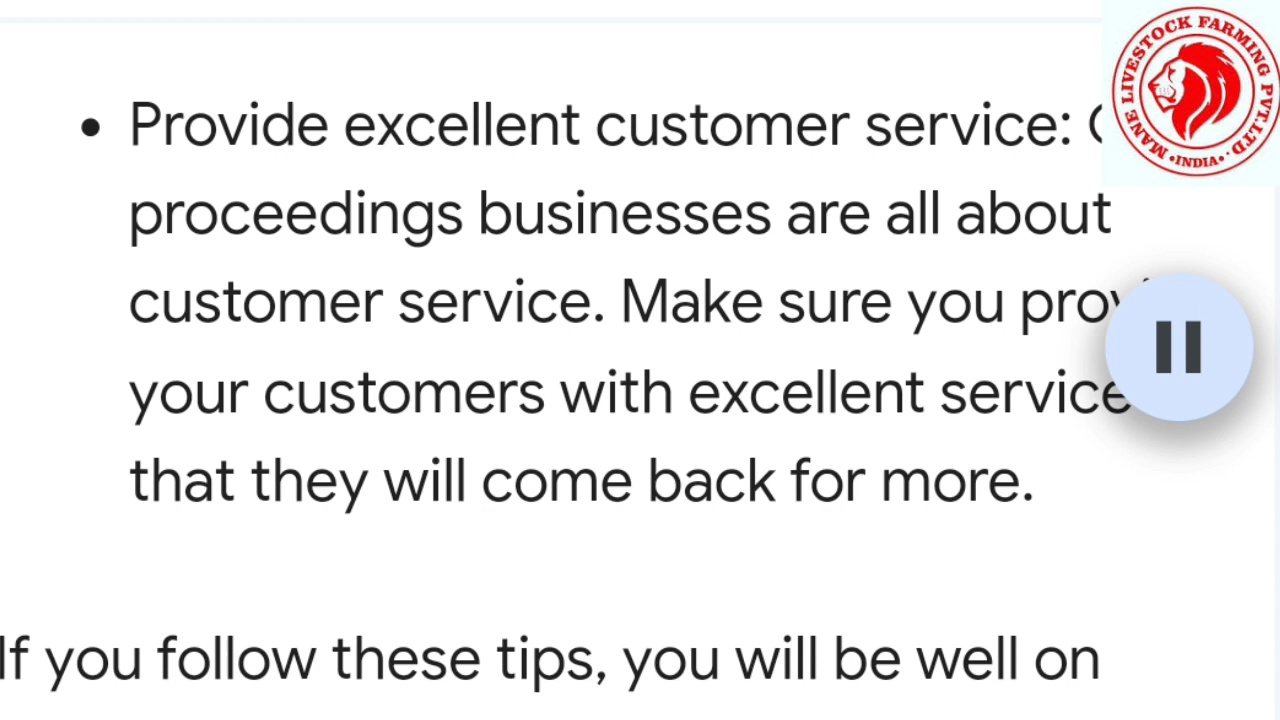 • Provide excellent customer service:
proceedings businesses are all about
customer service. Make sure you
your customers with excellent service
that they will come back for more.
If you follow these tips, you will be well on
MANE LIVESTOCK FARMING PVT.LTD
•INDIA•